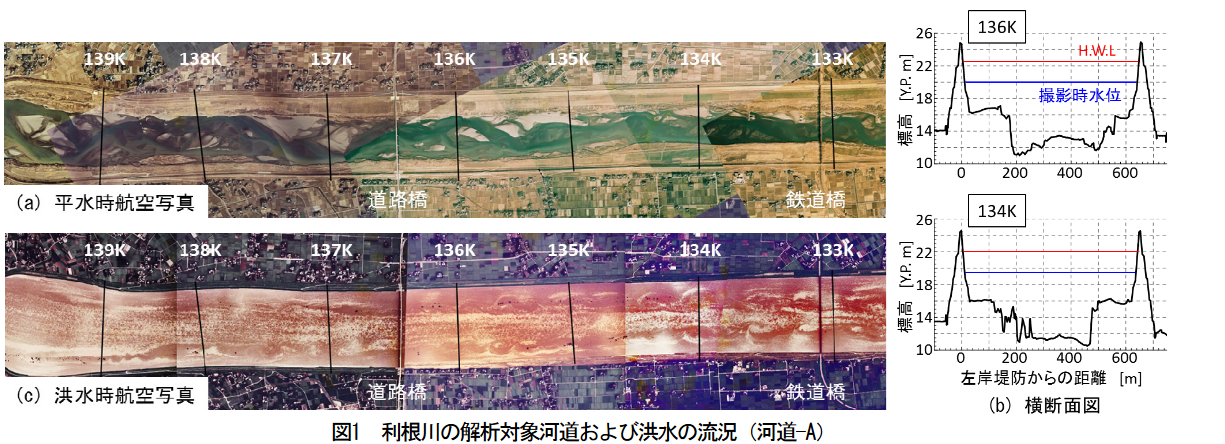 139K 138K 137K 136K 135K 134K 133K
道路橋 鉄道橋
(a) 平水時航空写真
139K 138K 137K 136K 135K 134K 133K
道路橋 鉄道橋
(c) 洪水時航空写真
136K
26
22
18
14
10
標高 [Y.P. m]
H.W.L
撮影時水位
0 200 400 600
134K
26
22
18
14
10
標高 [Y.P. m]
0 200 400 600
左岸堤防からの距離 [m]
(b) 横断面図
図1 利根川の解析対象河道および洪水の流況 (河道-A)